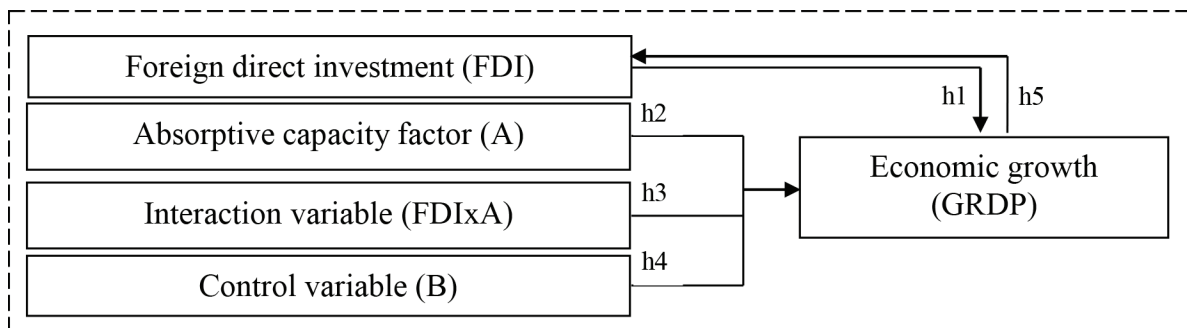 Foreign direct investment (FDI)
h1
h5
Absorptive capacity factor (A)
h2
Economic growth
(GRDP)
Interaction variable (FDIxA)
h3
Control variable (B)
h4